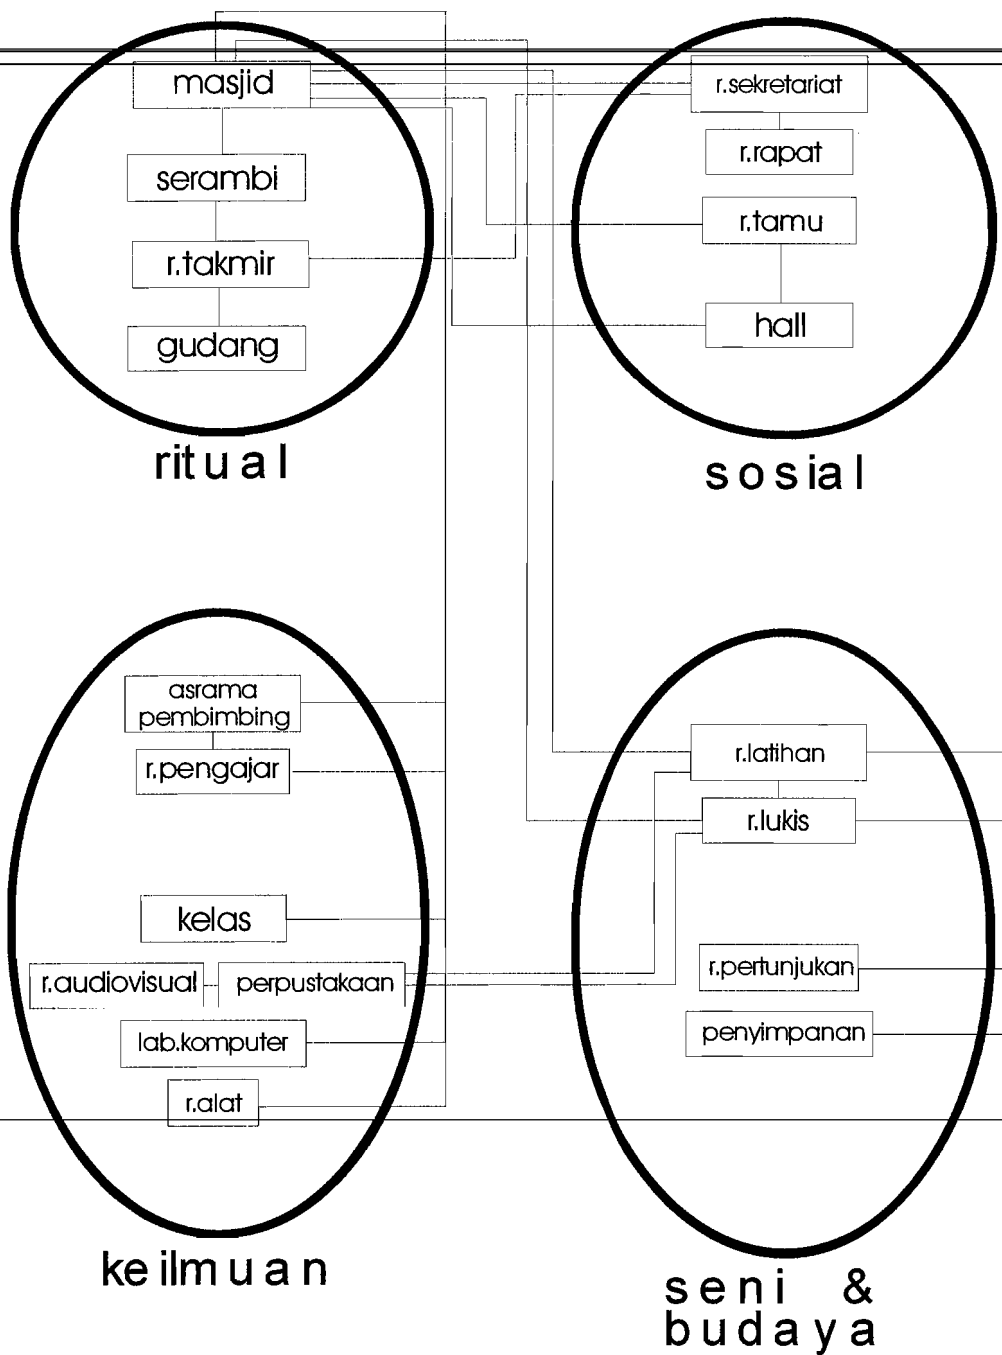 masjid
serambi
r.takmir
gudang
ritual
r.sekretariat
r.rapat
r.tamu
hall
sosial
asrama
pembimbing
r.pengajar
kelas
r.audiovisual
perpustakaan
lab.komputer
r.alat
keilmuan
r.latihan
r.lukis
r.pertunjukan
penyimpanan
seni &
budaya